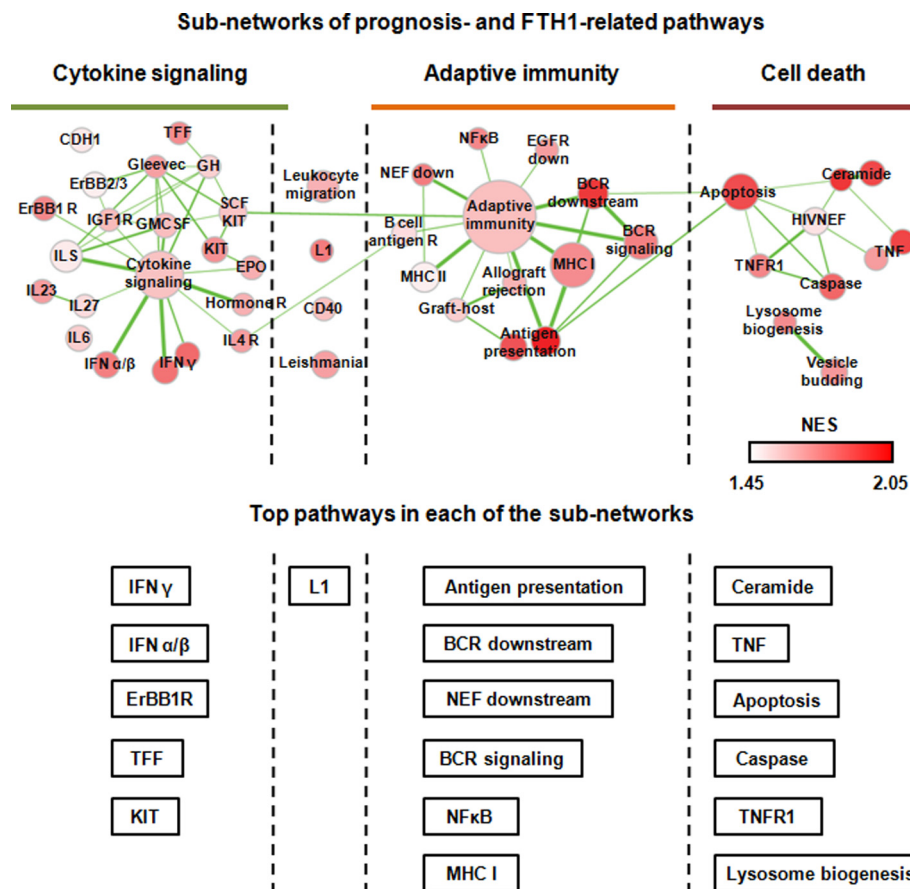 Sub-networks of prognosis- and FTH1-related pathways
Cytokine signaling
Adaptive immunity
Cell death
CDH1
TFF
Gleevec
GH
ErBB2/3
ErBB1 R
IGF1R
GMCSF
SCF
KIT
ILS
KIT
Cytokine
signaling
EPO
IL23
IL27
Hormone R
IL6
IL4 R
IFN α/β
IFN γ
Leukocyte
migration
L1
CD40
Leishmania
NFκB
EGFR
down
NEF down
BCR
downstream
Adaptive
immunity
B cell
antigen R
BCR
signaling
MHC II
MHC I
Allograft
rejection
Graft-host
Antigen
presentation
Apoptosis
Ceramide
HIVNEF
TNF
TNFR1
Caspase
Lysosome
biogenesis
Vesicle
budding
NES
1.45
2.05
Top pathways in each of the sub-networks
IFN γ
L1
Antigen presentation
Ceramide
IFN α/β
BCR downstream
TNF
ErBB1R
NEF downstream
Apoptosis
TFF
BCR signaling
Caspase
KIT
NFκB
TNFR1
MHC I
Lysosome biogenesis